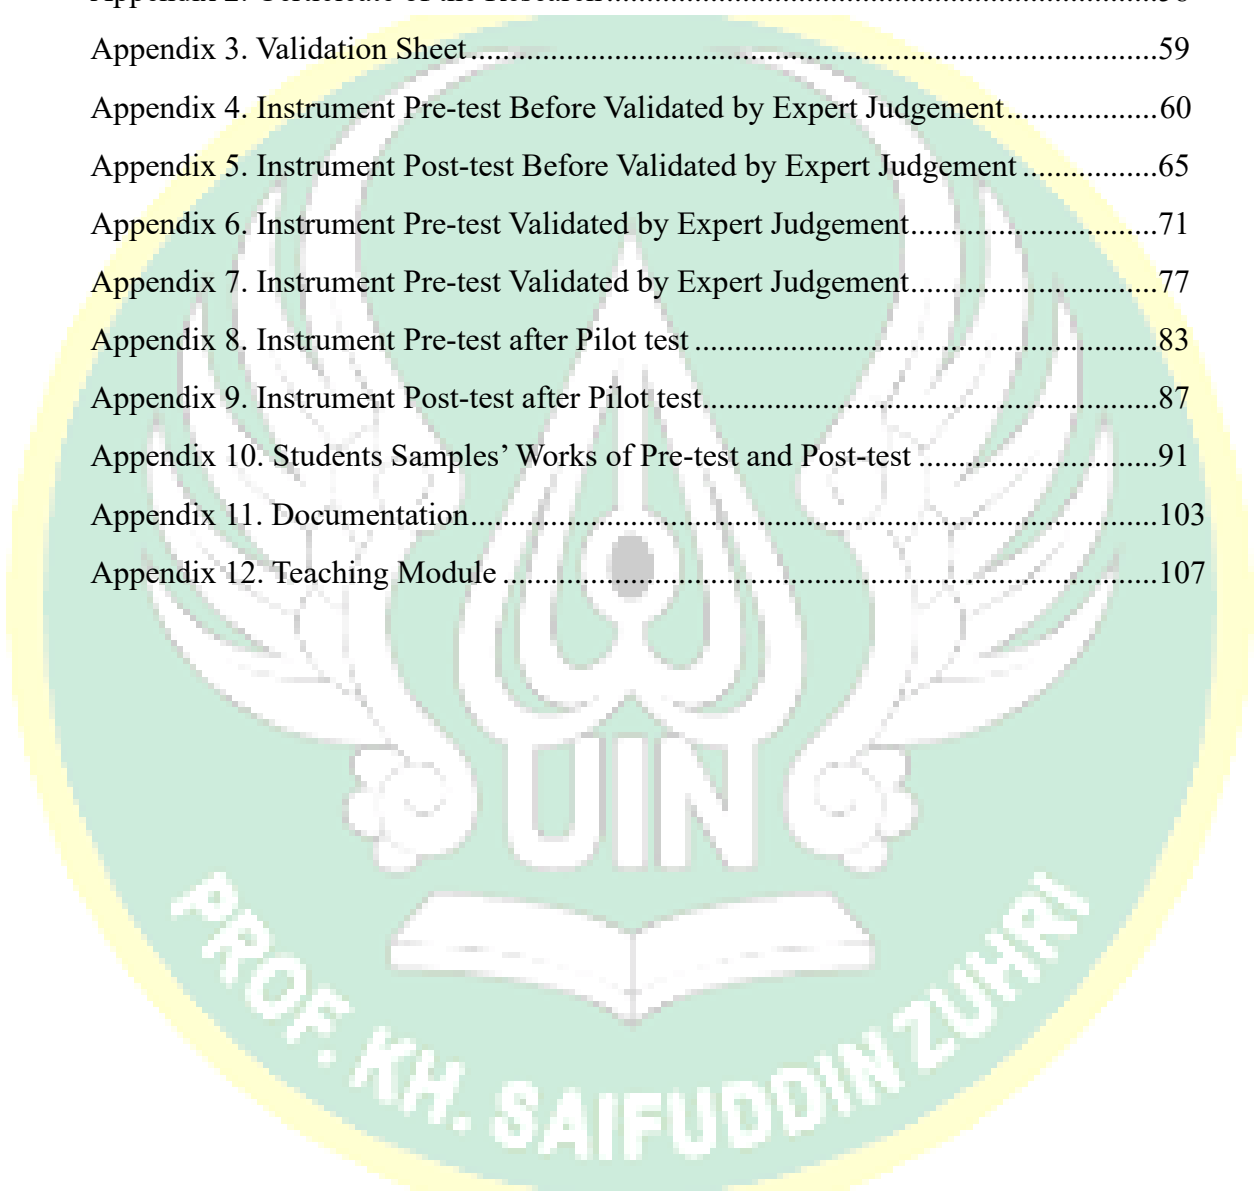 Appendix 3. Validation Sheet....................................................................................59
Appendix 4. Instrument Pre-test Before Validated by Expert Judgement..................60
Appendix 5. Instrument Post-test Before Validated by Expert Judgement ................65
Appendix 6. Instrument Pre-test Validated by Expert Judgement..............................71
Appendix 7. Instrument Pre-test Validated by Expert Judgement..............................77
Appendix 8. Instrument Pre-test after Pilot test ........................................................83
Appendix 9. Instrument Post-test after Pilot test.......................................................87
Appendix 10. Students Samples’ Works of Pre-test and Post-test .............................91
Appendix 11. Documentation...................................................................................103
Appendix 12. Teaching Module ...............................................................................107
UIN
PROF. KH. SAIFUDDIN ZUHRI